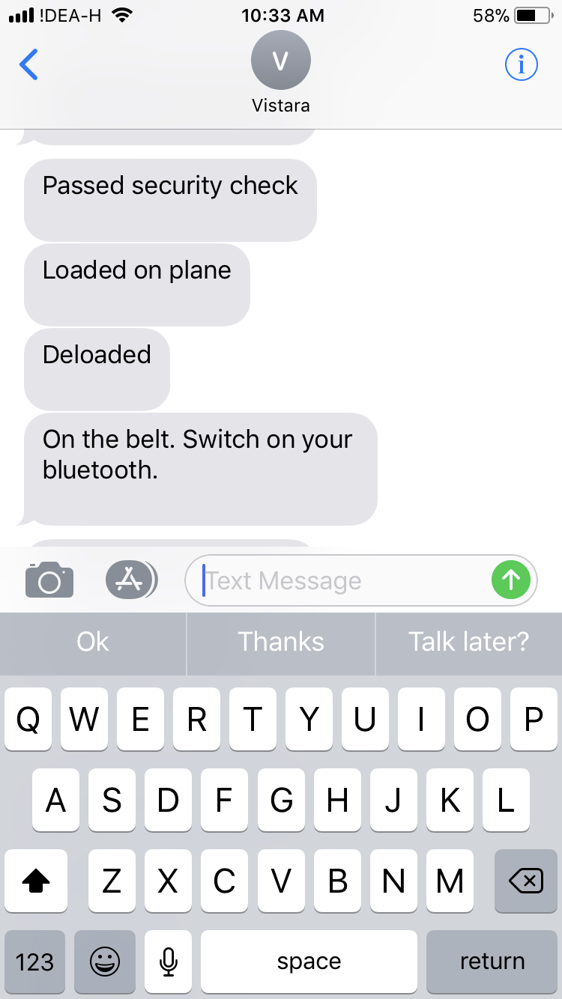 !DEA-H 10:33 AM 58%
V
i
Vistara
Passed security check
Loaded on plane
Deloaded
On the belt. Switch on your
bluetooth.
Text Message
Ok Thanks Talk later?
Q W E R T Y U I O P
A S D F G H J K L
Z X C V B N M
123 space return